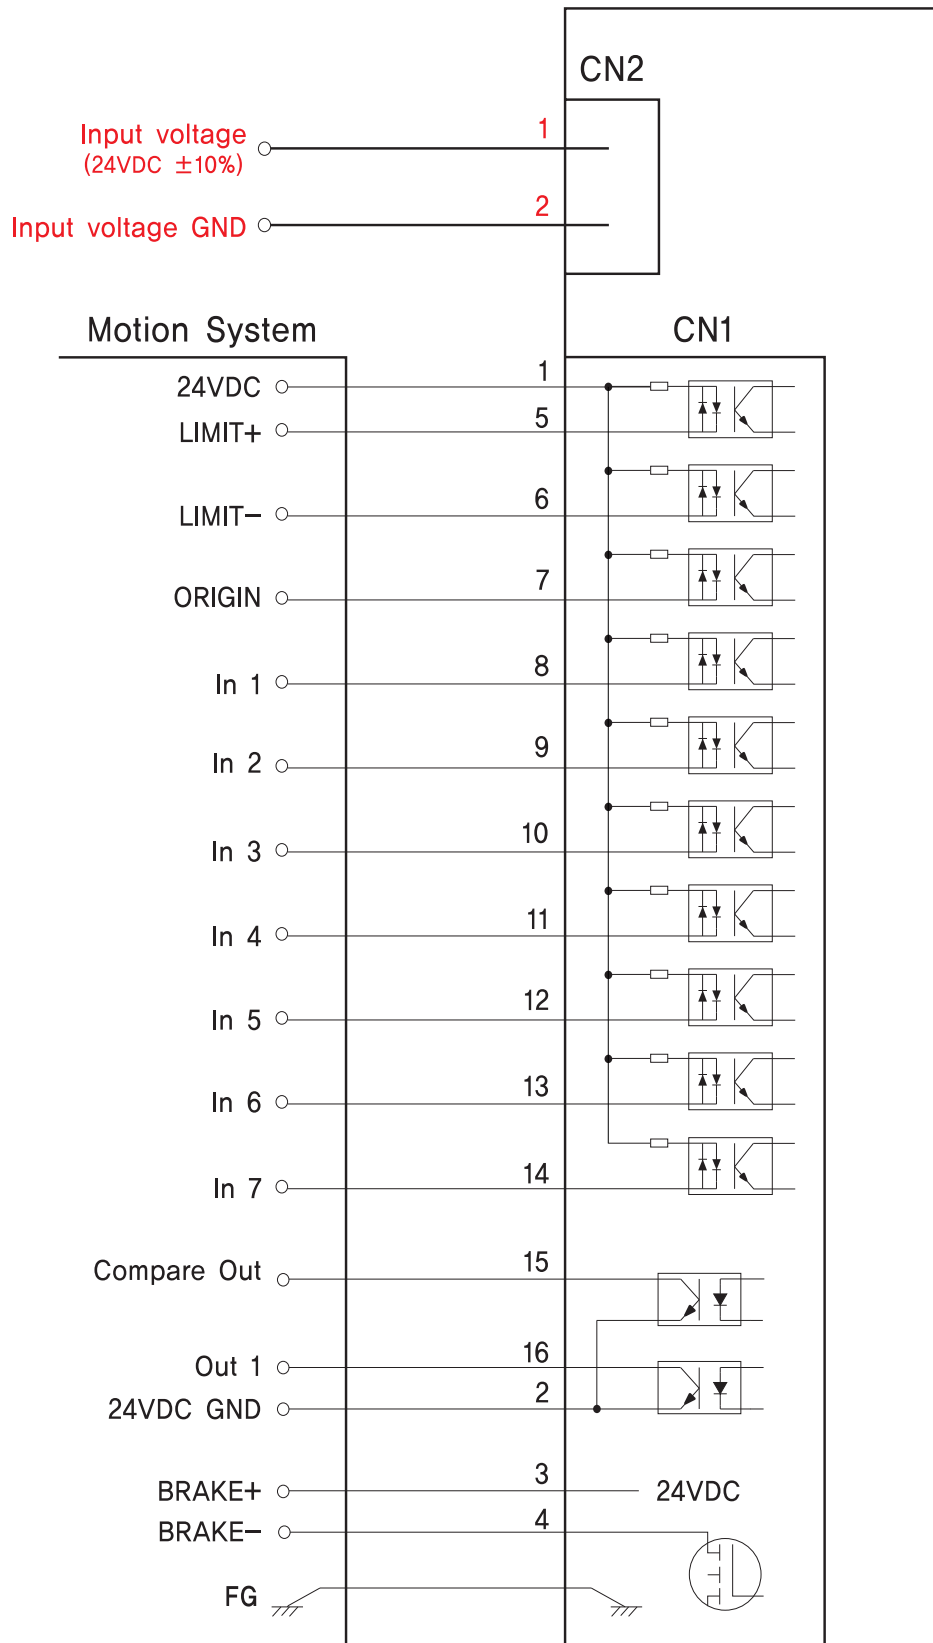 CN2
Input voltage 1
(24VDC ±10%)
Input voltage GND 2
Motion System CN1
24VDC 1
LIMIT+ 5
LIMIT− 6
ORIGIN 7
In 1 8
In 2 9
In 3 10
In 4 11
In 5 12
In 6 13
In 7 14
Compare Out 15
Out 1 16
24VDC GND 2
BRAKE+ 3 24VDC
BRAKE− 4
FG